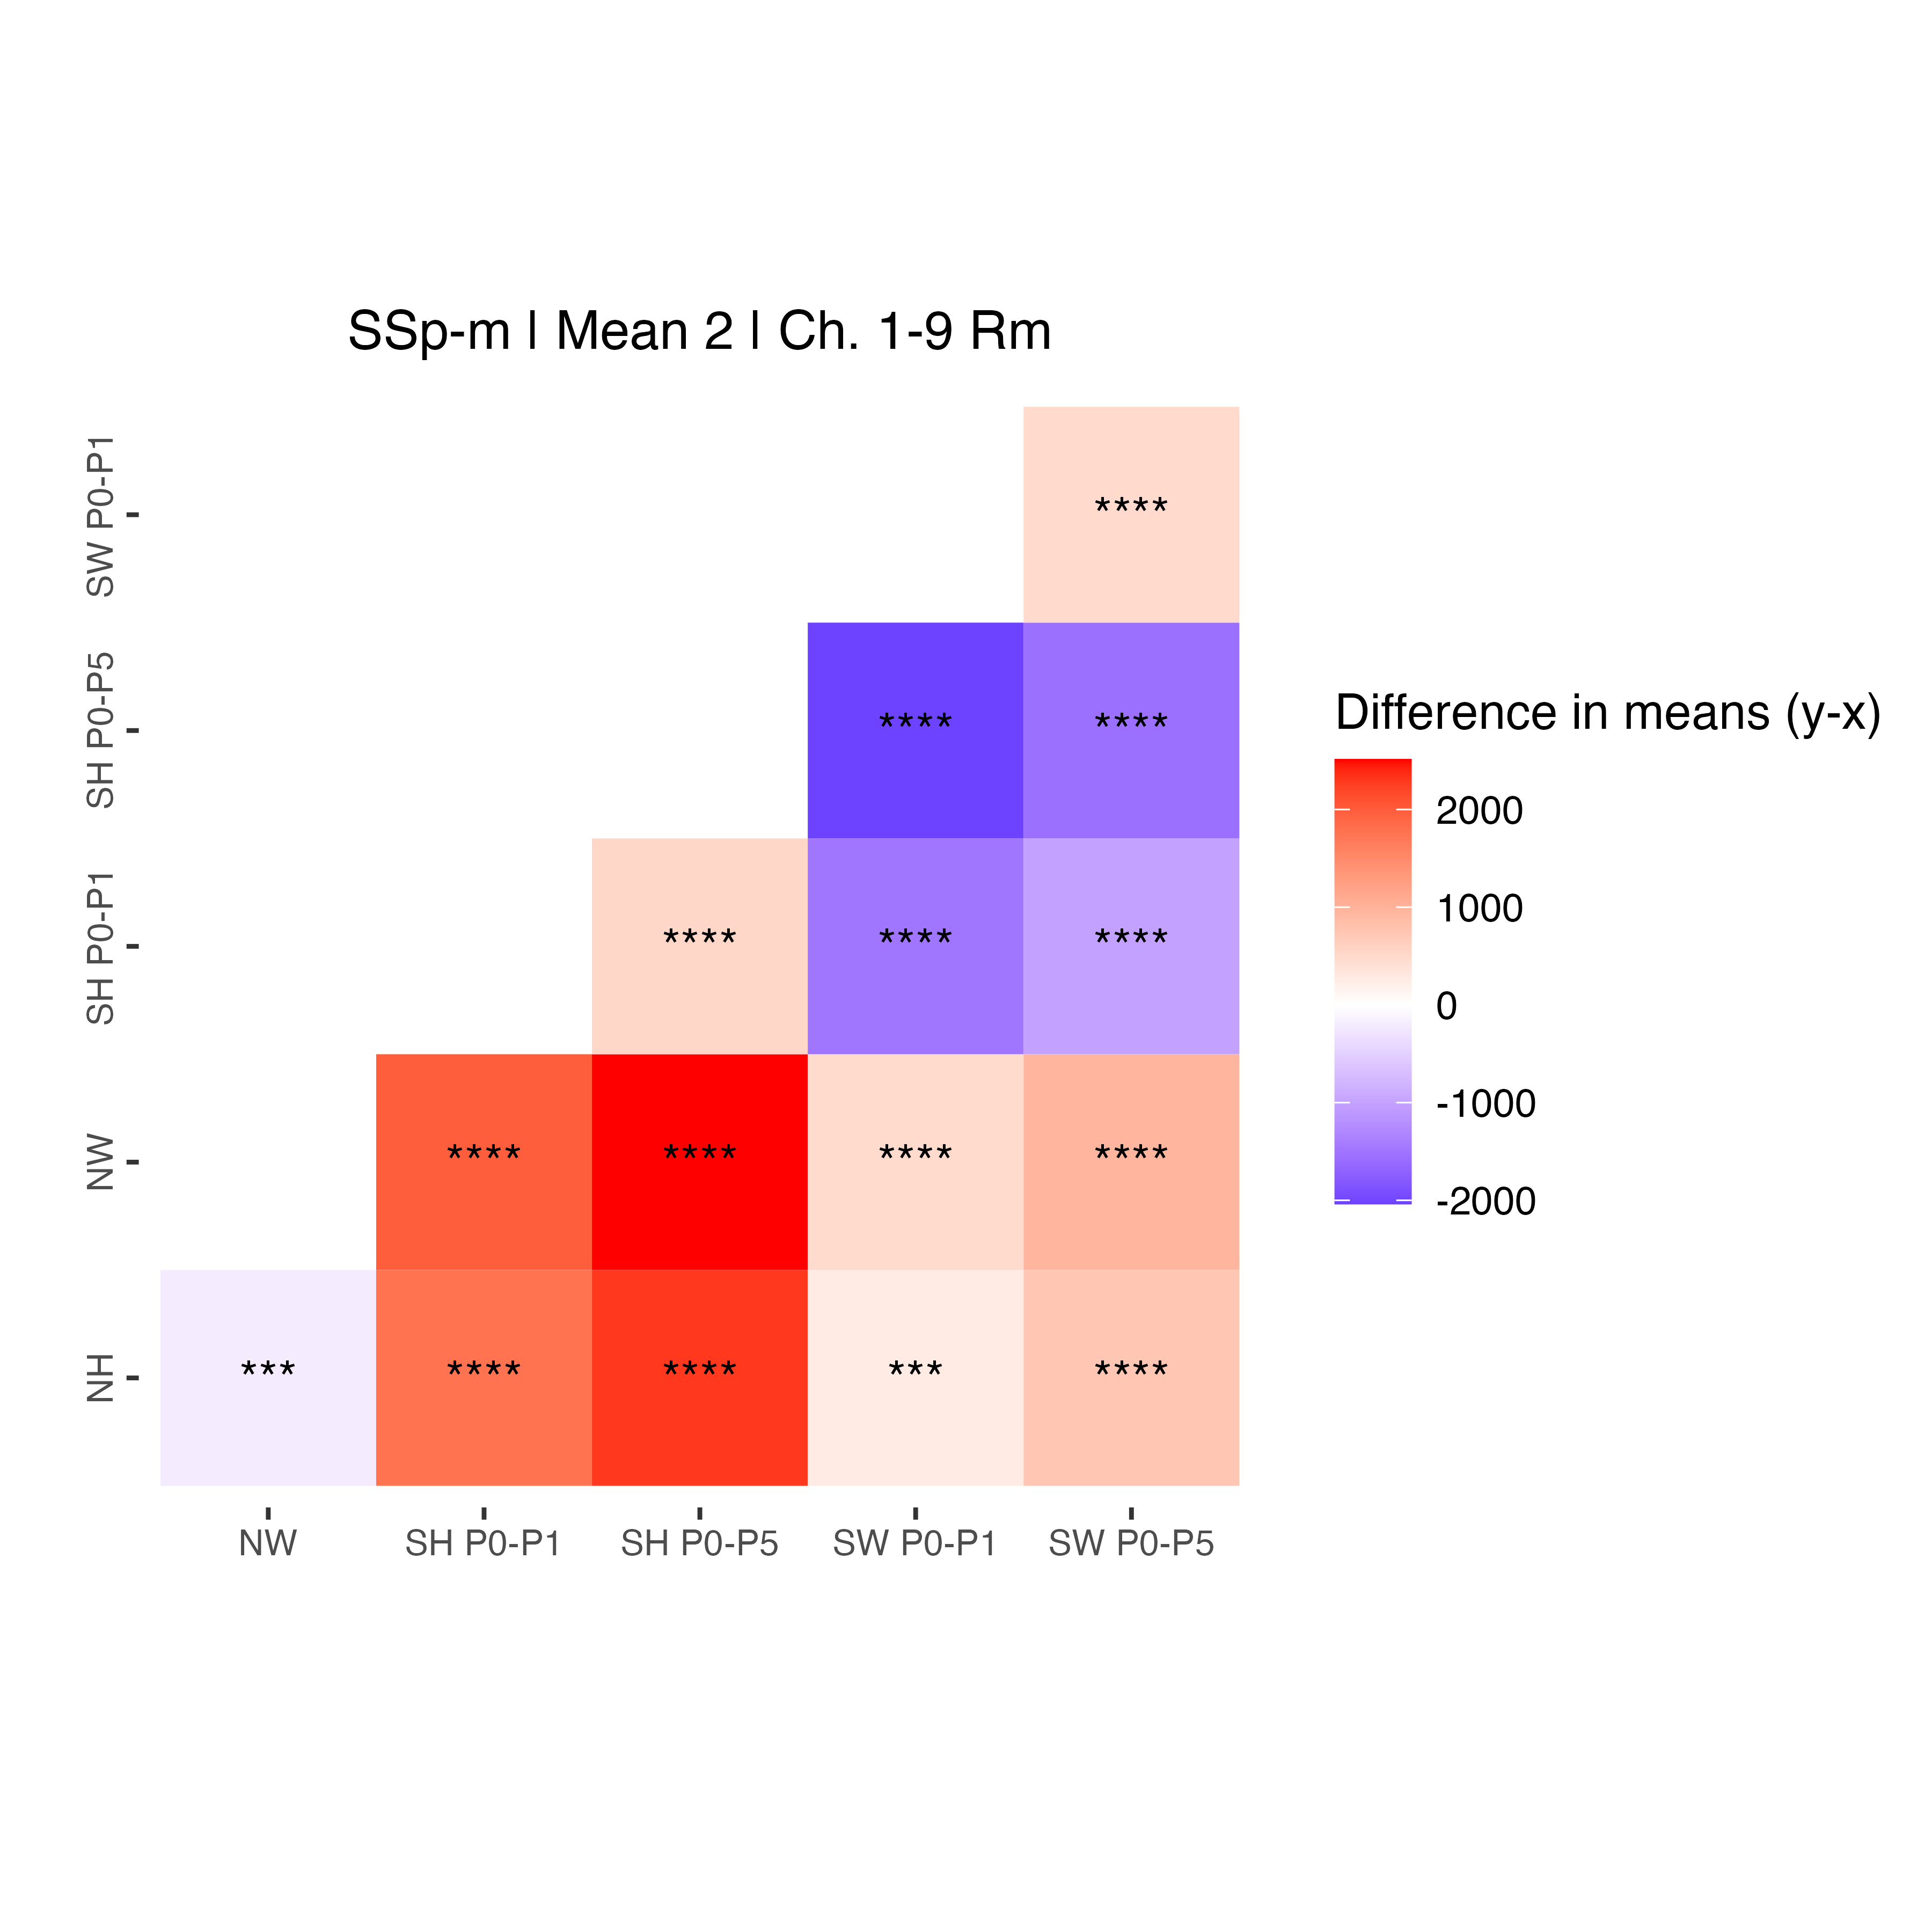 SSp-m | Mean 2 | Ch. 1-9 Rm
SW P0-P1
****
SH P0-P5
**** ****
SH P0-P1
**** **** ****
NW
**** **** **** ****
NH
*** **** **** *** ****
NW SH P0-P1 SH P0-P5 SW P0-P1 SW P0-P5
Difference in means (y-x)
2000
1000
0
-1000
-2000